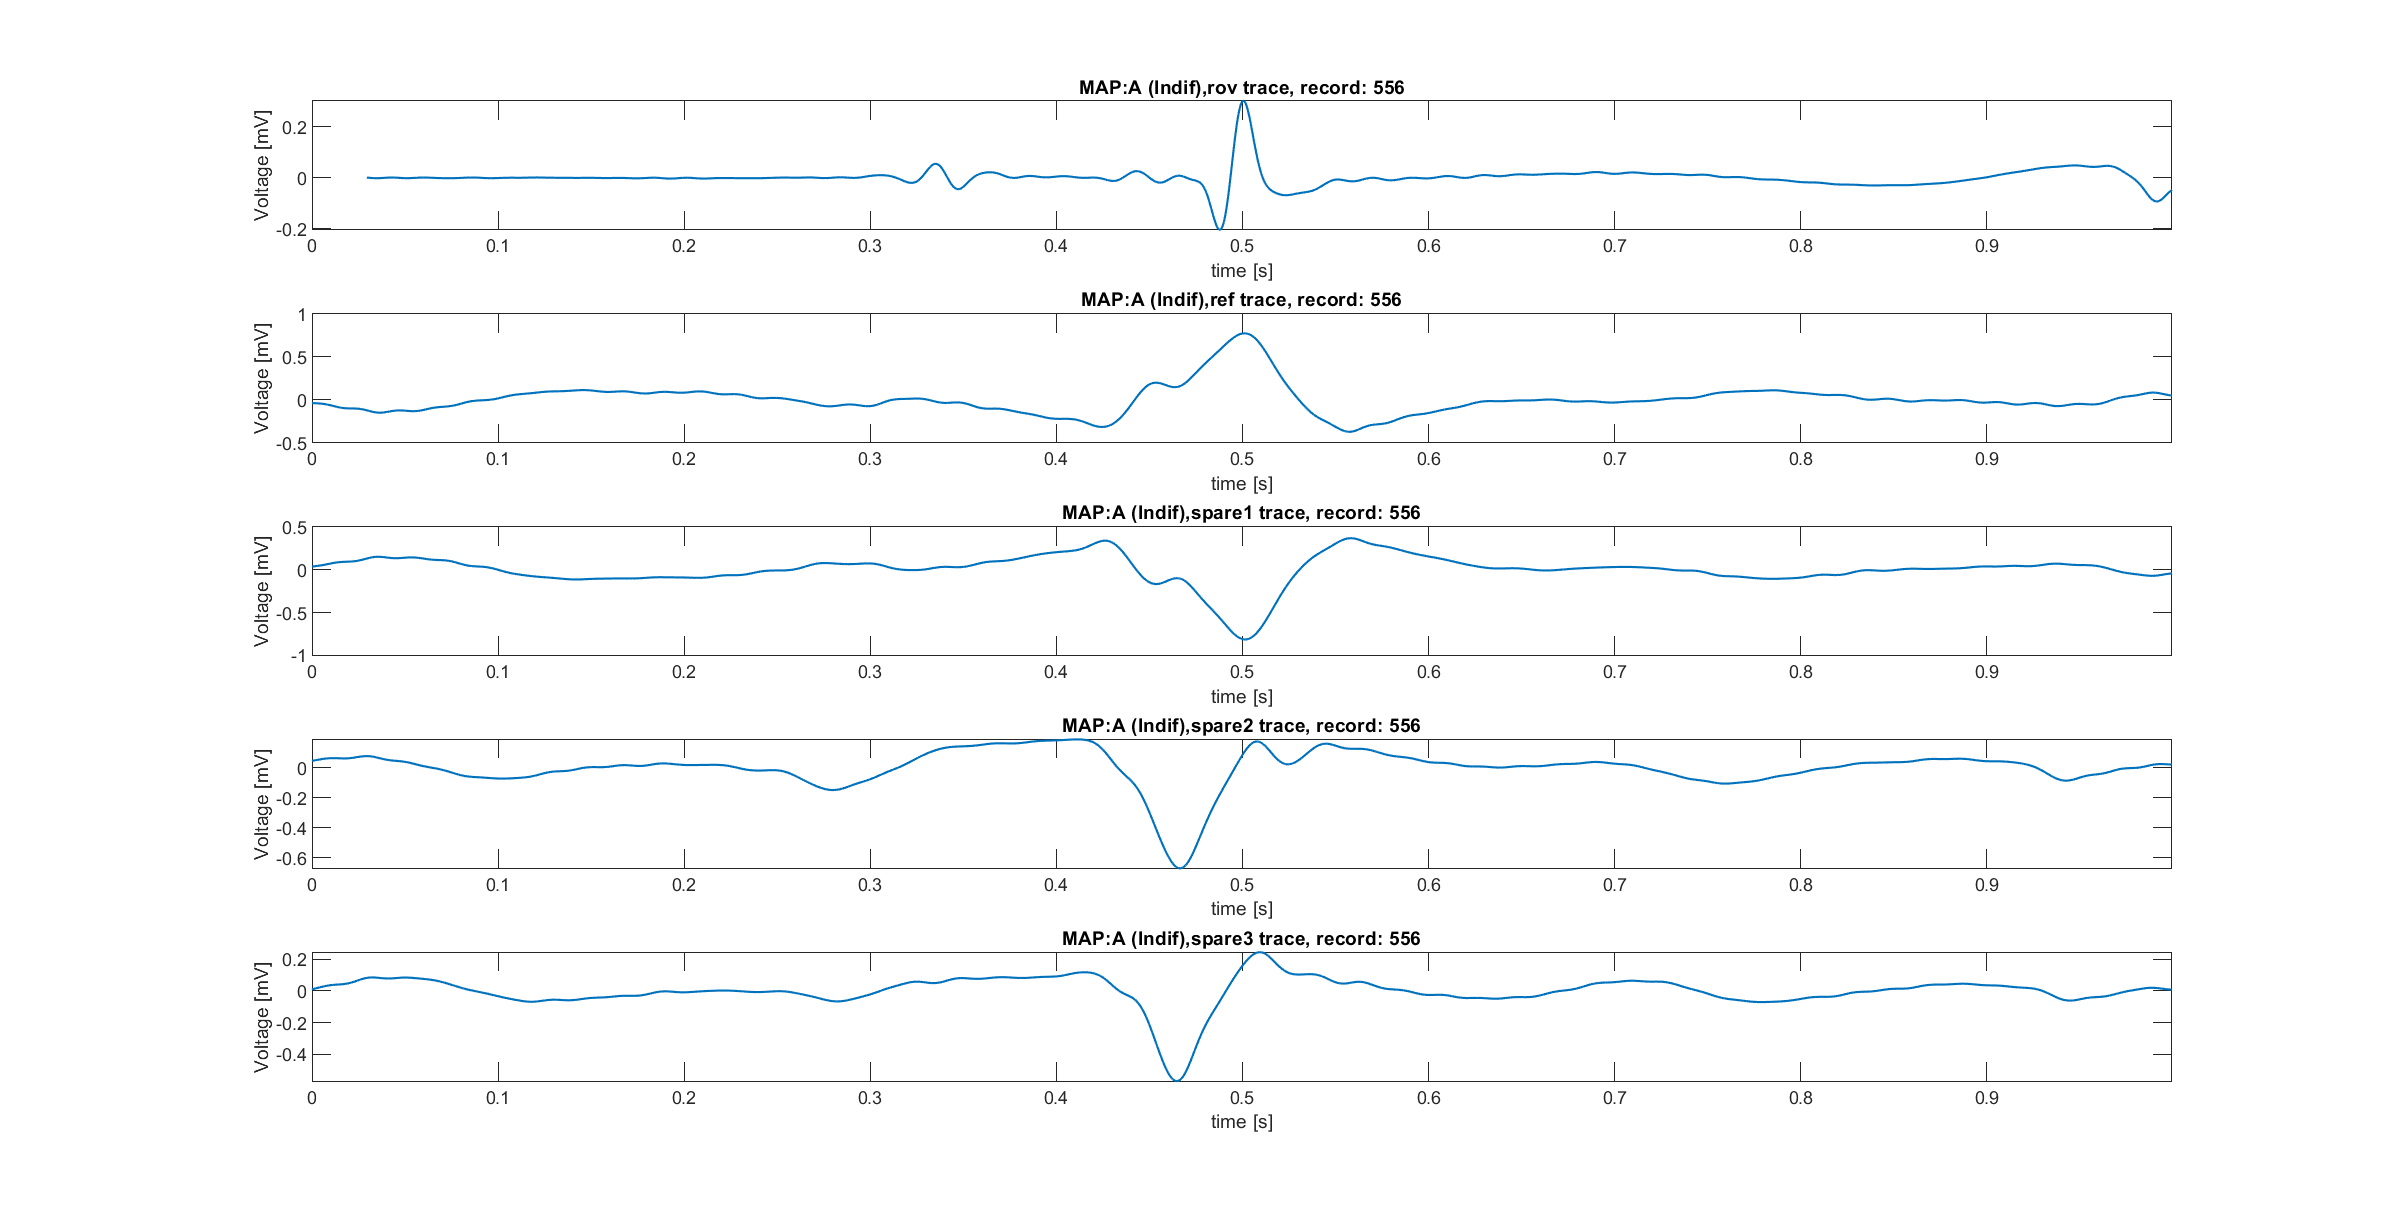 MAP:A (Indif),rov trace, record: 556
Voltage [mV]
0.2
0
-0.2
0 0.1 0.2 0.3 0.4 0.5 0.6 0.7 0.8 0.9
time [s]
MAP:A (Indif),ref trace, record: 556
Voltage [mV]
1
0.5
0
-0.5
0 0.1 0.2 0.3 0.4 0.5 0.6 0.7 0.8 0.9
time [s]
MAP:A (Indif),spare1 trace, record: 556
Voltage [mV]
0.5
0
-0.5
-1
0 0.1 0.2 0.3 0.4 0.5 0.6 0.7 0.8 0.9
time [s]
MAP:A (Indif),spare2 trace, record: 556
Voltage [mV]
0
-0.2
-0.4
-0.6
0 0.1 0.2 0.3 0.4 0.5 0.6 0.7 0.8 0.9
time [s]
MAP:A (Indif),spare3 trace, record: 556
Voltage [mV]
0.2
0
-0.2
-0.4
0 0.1 0.2 0.3 0.4 0.5 0.6 0.7 0.8 0.9
time [s]